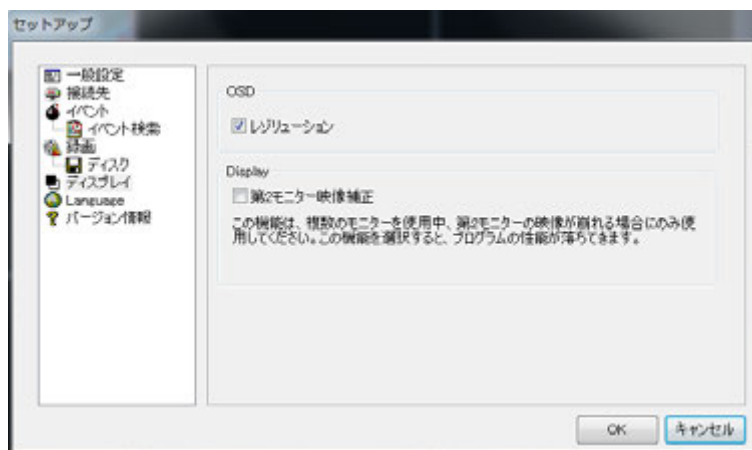 セットアップ
一般設定
接続先
イベント
イベント検索
録画
ディスク
ディスプレイ
Language
バージョン情報
OSD
レゾリューション
Display
第2モニター映像補正
この機能は、複数のモニターを使用中、第2モニターの映像が崩れる場合にのみ使
用してください。この機能を選択すると、プログラムの性能が落ちてきます。
OK
キャンセル